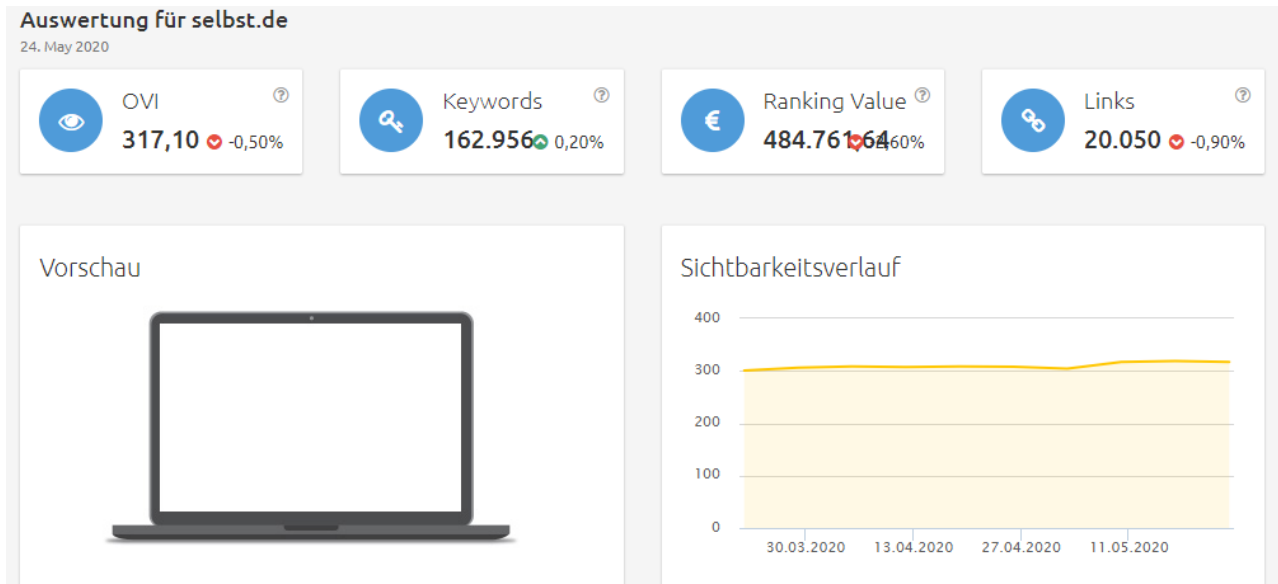 Auswertung für selbst.de
24. May 2020
OVI
317,10 -0,50%
Keywords
162.956 0,20%
Ranking Value
484.761,64
Links
20.050 -0,90%
Vorschau
Sichtbarkeitsverlauf
400
300
200
100
0
30.03.2020 13.04.2020 27.04.2020 11.05.2020